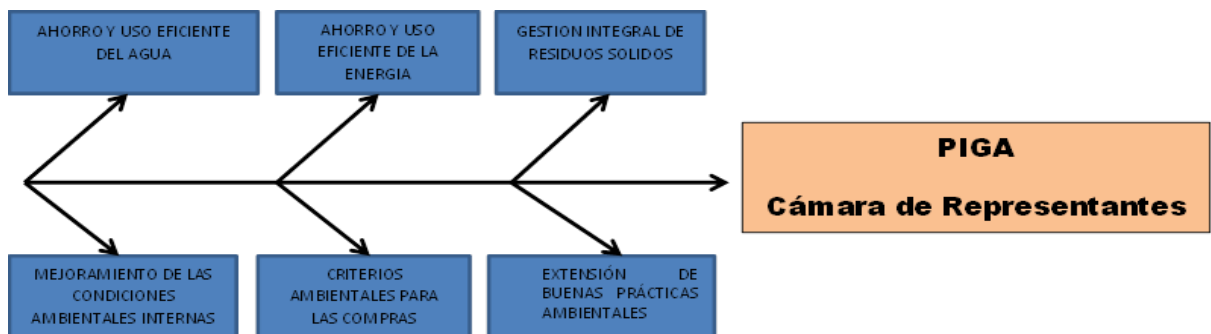 AHORRO Y USO EFICIENTE
DEL AGUA
AHORRO Y USO
EFICIENTE DE LA
ENERGIA
GESTION INTEGRAL DE
RESIDUOS SOLIDOS
PIGA
Cámara de Representantes
MEJORAMIENTO DE LAS
CONDICIONES
AMBIENTALES INTERNAS
CRITERIOS
AMBIENTALES PARA
LAS COMPRAS
EXTENSIÓN DE
BUENAS PRÁCTICAS
AMBIENTALES